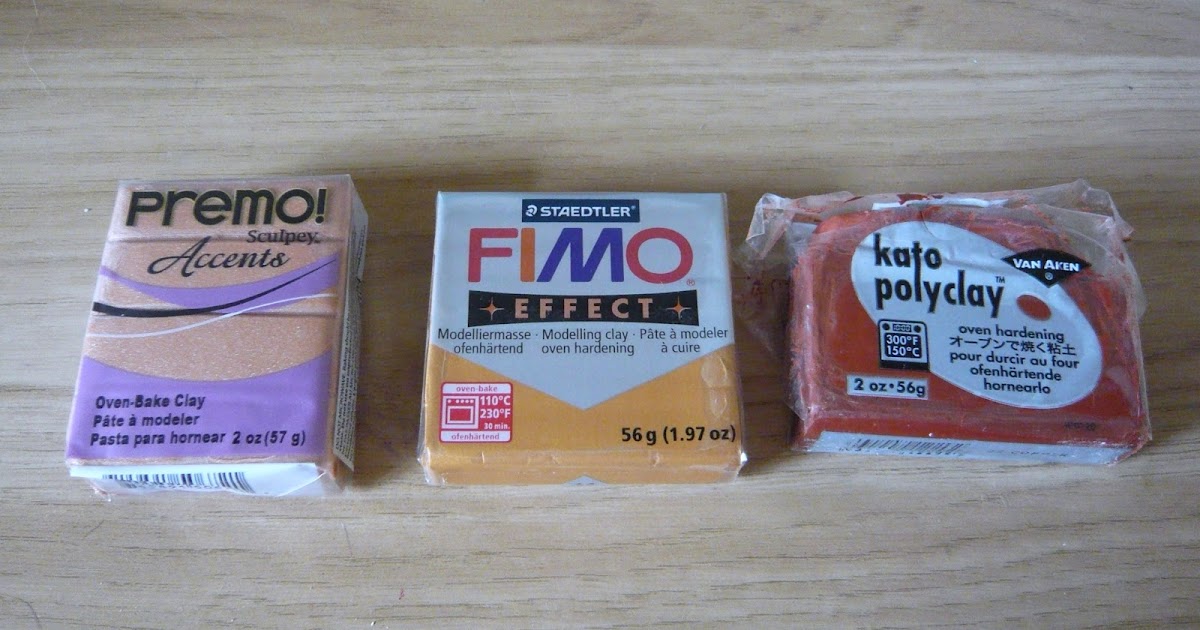 PREMO!
Sculpey.
Accents
Oven-Bake Clay
Pâte à modeler
Pasta para hornear 2 oz (57 g)
STAEDTLER®
FIMO®
EFFECT
Modelliermasse · Modelling clay · Pâte à modeler
ofenhärtend oven hardening à cuire
oven-bake
110°C
230°F
30 min.
ofenhärtend
56 g (1.97 oz)
kato
polyclay™
VAN AKEN
®
300°F
150°C
oven hardening
オーブンで焼く粘土
pour durcir au four
ofenhärtende
hornearlo
2 oz • 56g